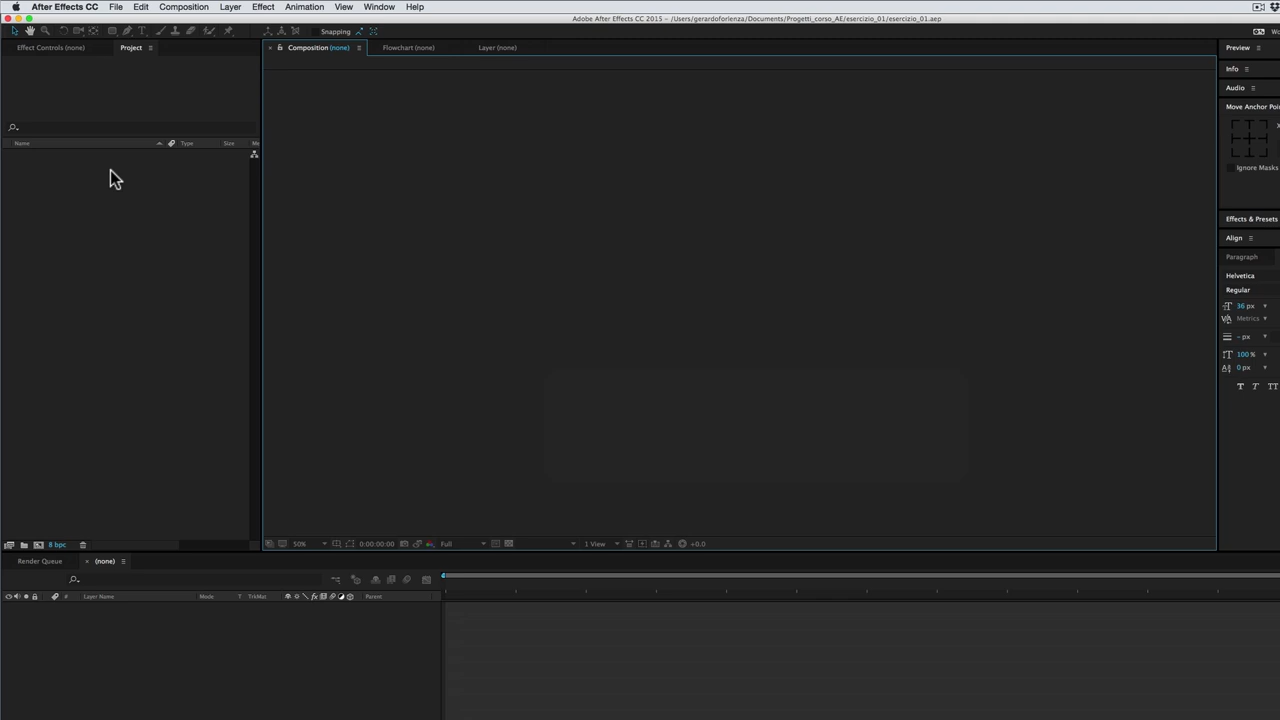 After Effects CC File Edit Composition Layer Effect Animation View Window Help
Adobe After Effects CC 2015 - /Users/gerardoforlenza/Documents/Progetti_corso_AE/esercizio_01/esercizio_01.aep
Snapping
Effect Controls (none) Project Composition (none) Flowchart (none) Layer (none) Preview
Info
Audio
Move Anchor Poi
Name Type Size Me
Ignore Masks
Effects & Presets
Align
Paragraph
Helvetica
Regular
36 px
Metrics
- px
100 %
0 px
T T TT
8 bpc 50% 0:00:00:00 Full 1 View +0.0
Render Queue (none)
# Layer Name Mode T TrkMat Parent